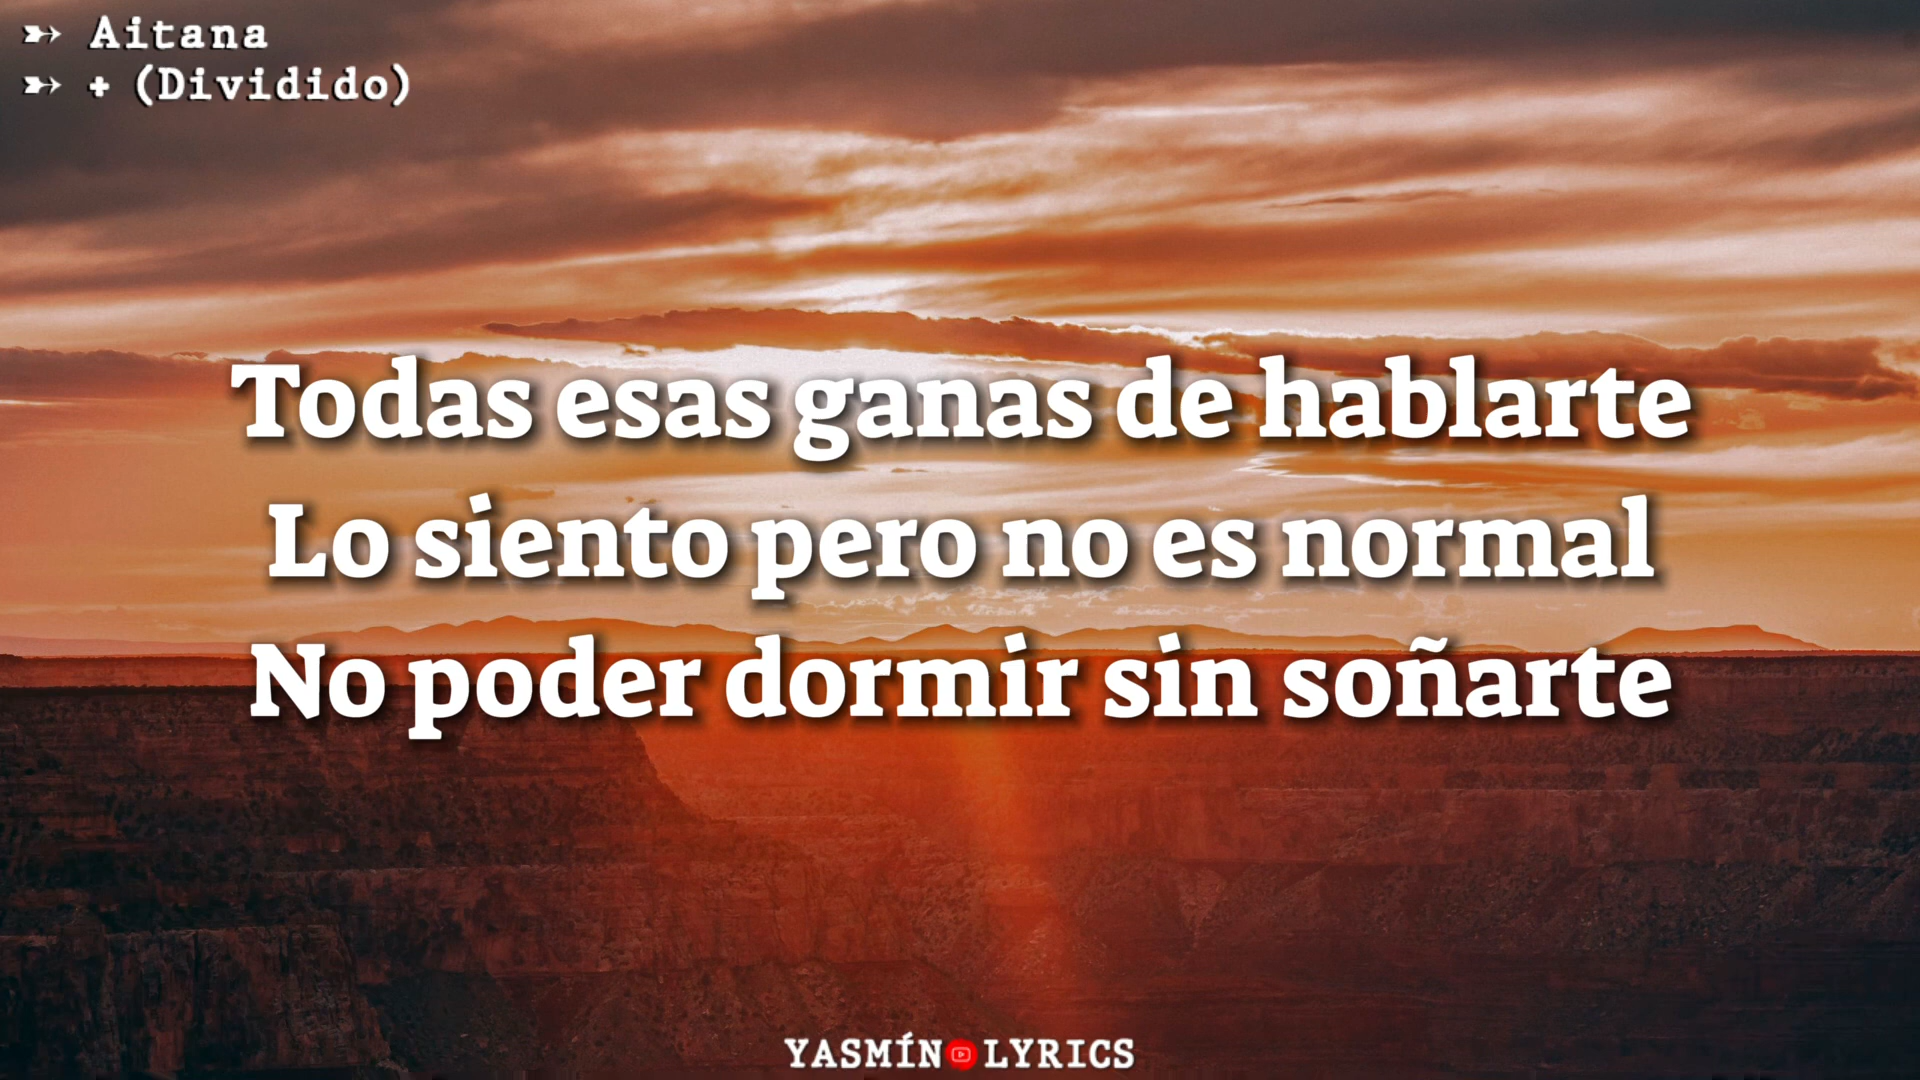 ➳ Aitana
➳ + (Dividido)
Todas esas ganas de hablarte
Lo siento pero no es normal
No poder dormir sin soñarte
YASMÍN LYRICS